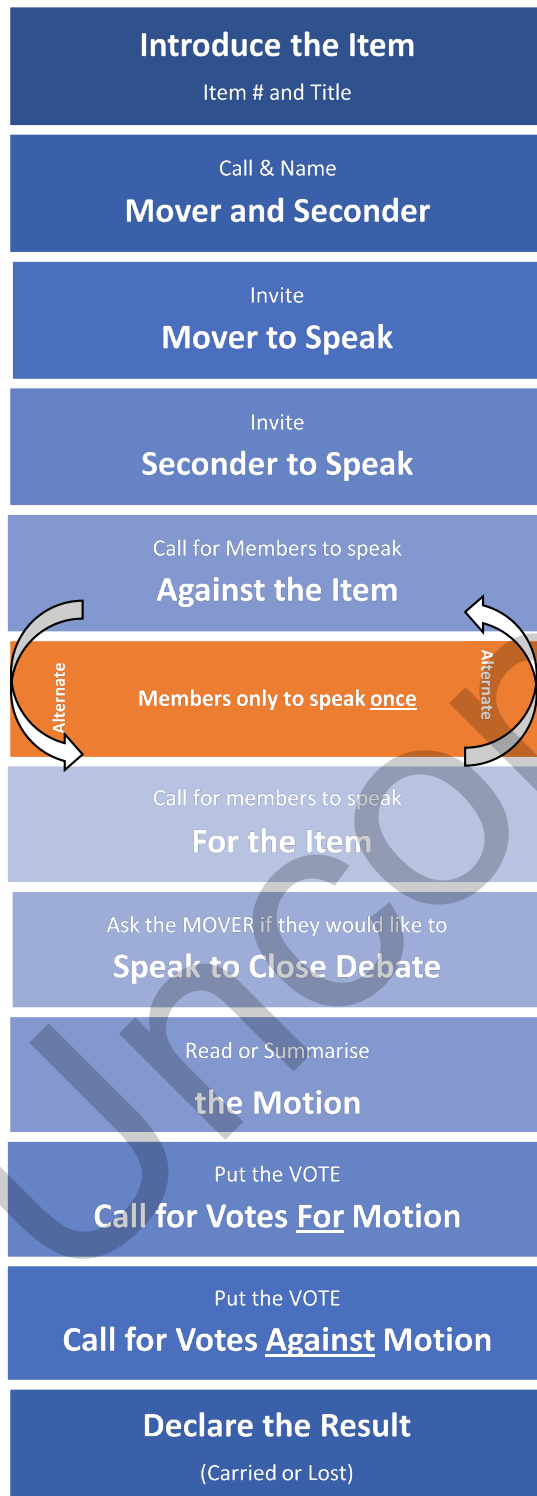 Introduce the Item
Item # and Title
Call & Name
Mover and Seconder
Invite
Mover to Speak
Invite
Seconder to Speak
Call for Members to speak
Against the Item
Alternate
Members only to speak once
Alternate
Call for members to speak
For the Item
Ask the MOVER if they would like to
Speak to Close Debate
Read or Summarise
the Motion
Put the VOTE
Call for Votes For Motion
Put the VOTE
Call for Votes Against Motion
Declare the Result
(Carried or Lost)